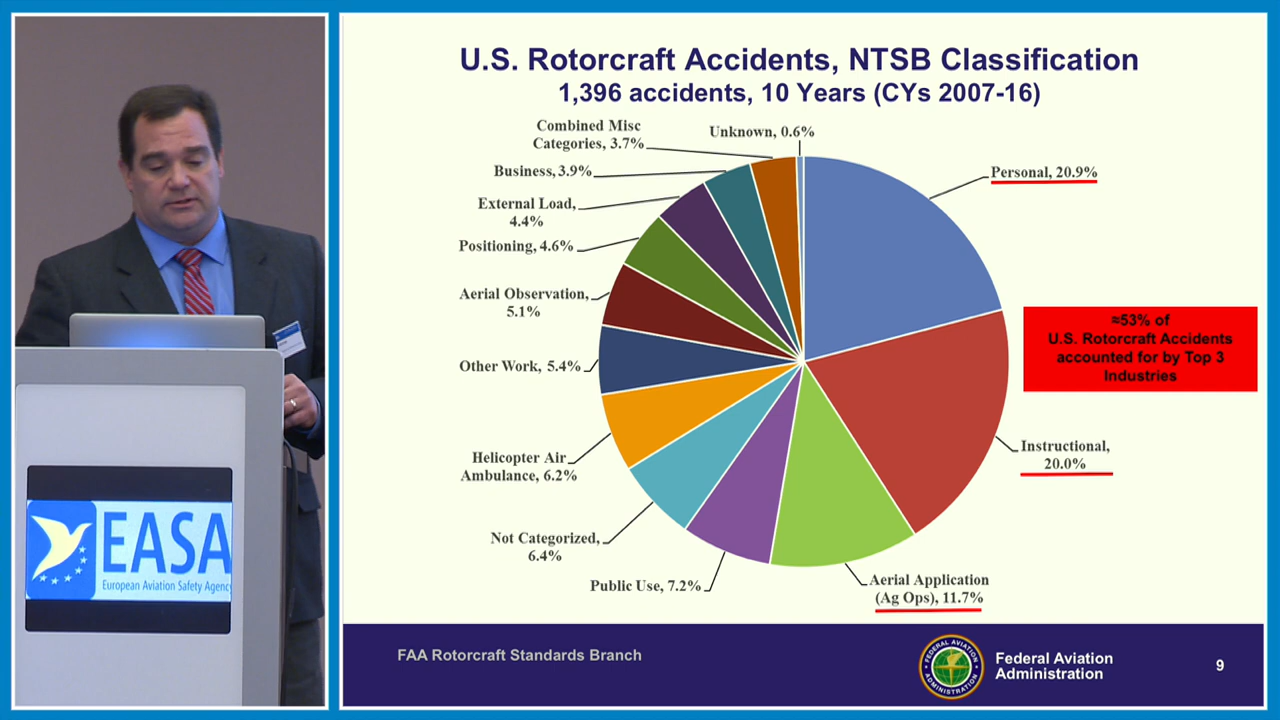 U.S. Rotorcraft Accidents, NTSB Classification
1,396 accidents, 10 Years (CYs 2007-16)
Combined Misc
Categories, 3.7%
Unknown, 0.6%
Business, 3.9%
Personal, 20.9%
External Load,
4.4%
Positioning, 4.6%
Aerial Observation,
5.1%
≈53% of
U.S. Rotorcraft Accidents
accounted for by Top 3
Industries
Other Work, 5.4%
Instructional,
20.0%
Helicopter Air
Ambulance, 6.2%
Not Categorized,
6.4%
Public Use, 7.2%
Aerial Application
(Ag Ops), 11.7%
EASA
European Aviation Safety Agency
FAA Rotorcraft Standards Branch
FEDERAL AVIATION
ADMINISTRATION
Federal Aviation
Administration
9